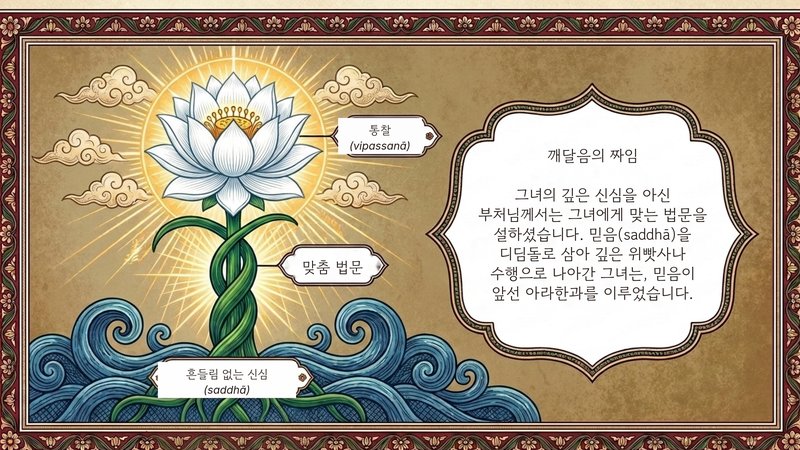 통찰
(vipassanā)
맞춤 법문
흔들림 없는 신심
(saddhā)
깨달음의 짜임
그녀의 깊은 신심을 아신
부처님께서는 그녀에게 맞는 법문을
설하셨습니다. 믿음(saddhā)을
디딤돌로 삼아 깊은 위빳사나
수행으로 나아간 그녀는, 믿음이
앞선 아라한과를 이루었습니다.